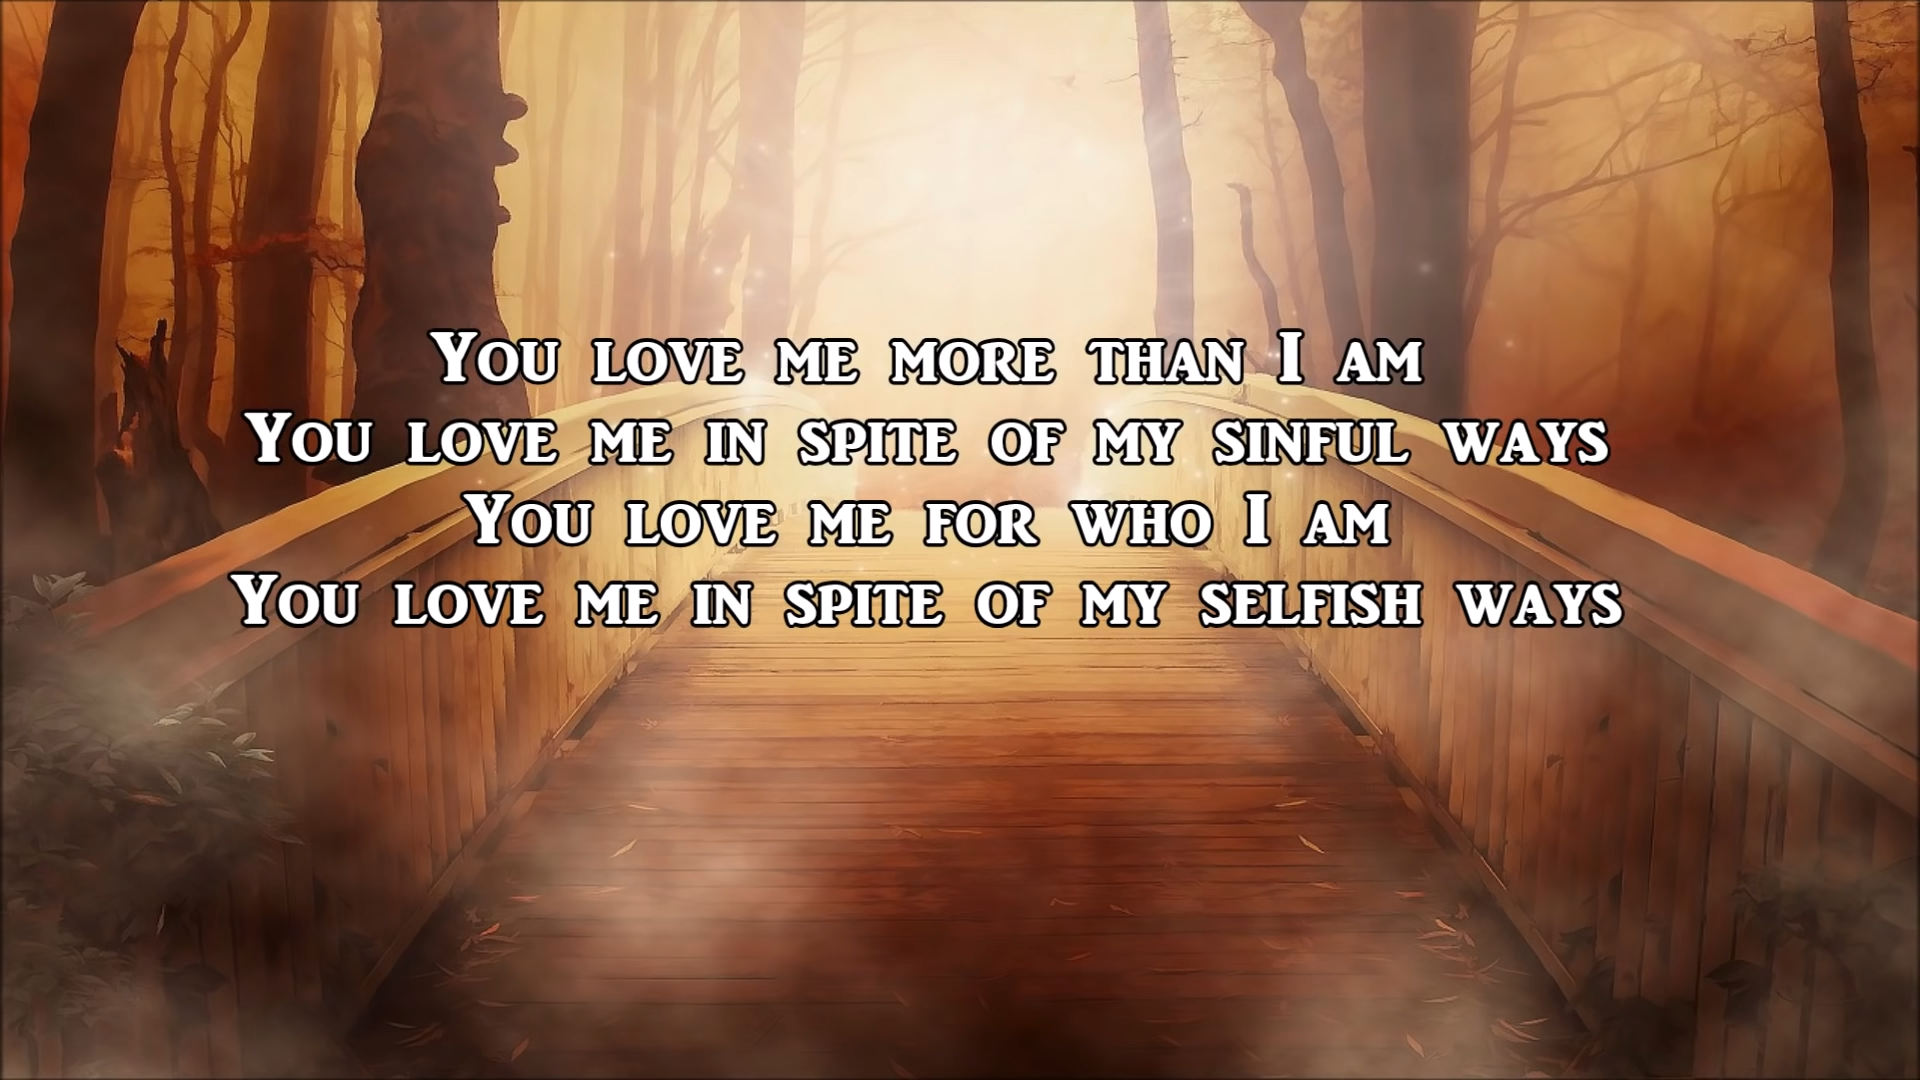 You love me more than I am
You love me in spite of my sinful ways
You love me for who I am
You love me in spite of my selfish ways